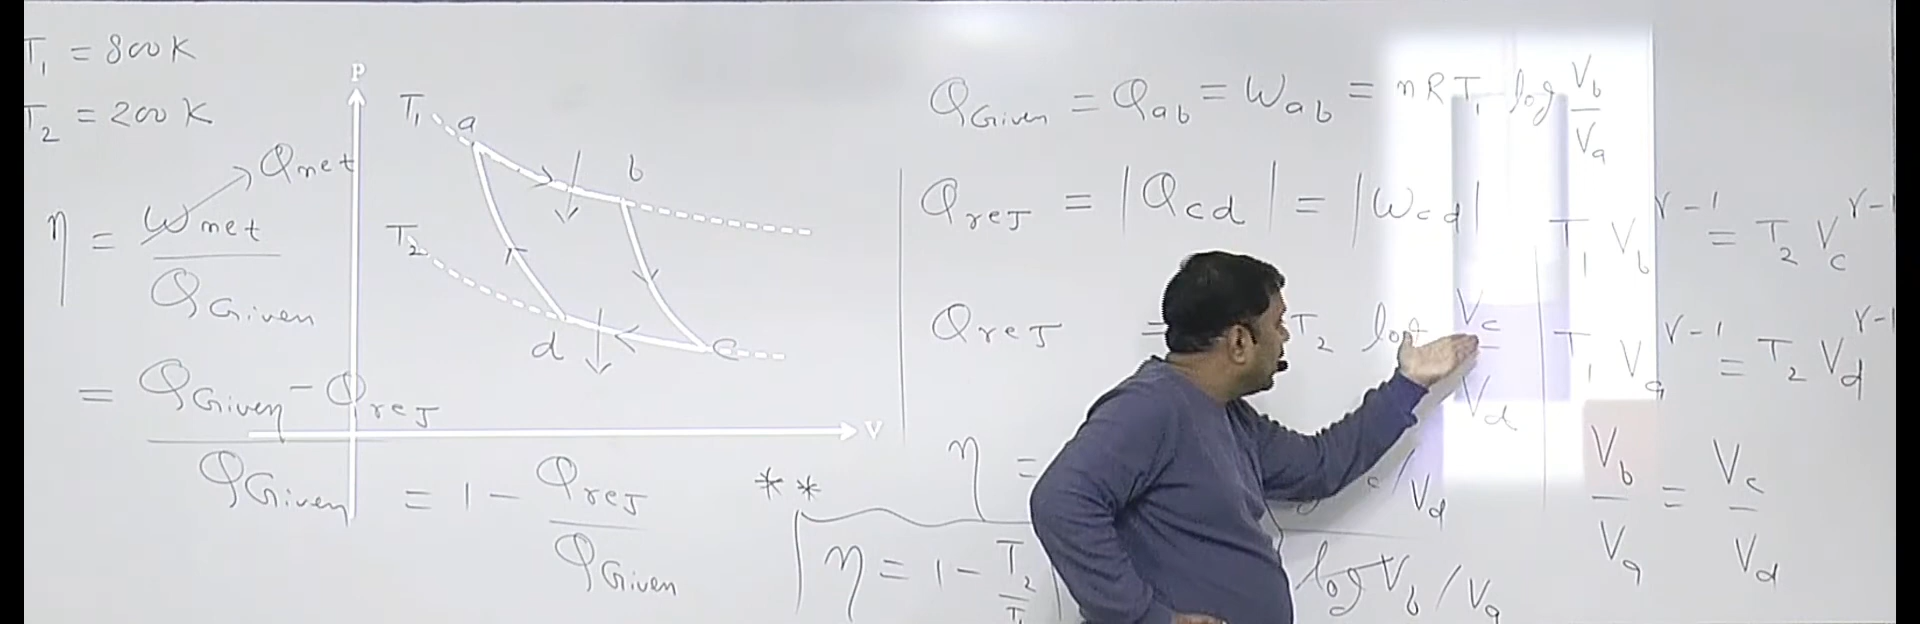 T₁ = 800 K
T₂ = 200 K
η = Wnet / QGiven
Qnet
= QGiven - QreJ / QGiven = 1 - QreJ / QGiven
P
V
T₁
a
b
T₂
d
c
QGiven = Qab = Wab = nRT₁ log Vb / Va
QreJ = |Qcd| = |Wcd|
QreJ = T₂ log Vc / Vd
η =
c/Vd
log Vb/Va
**
η = 1 - T₂ / T₁
T₁ Vb^γ-1 = T₂ Vc^γ-1
T₁ Va^γ-1 = T₂ Vd^γ-1
Vb / Va = Vc / Vd